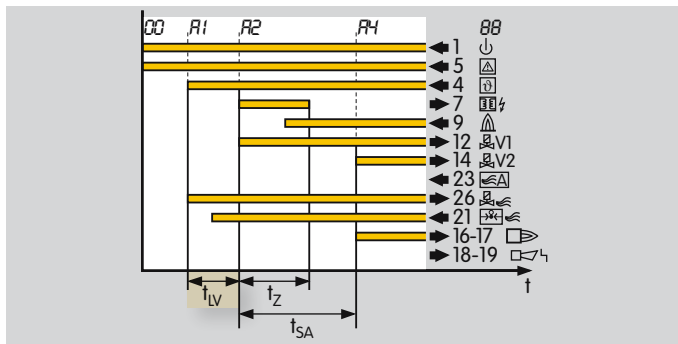 00 A1 A2 A4 88
1
5
4 ϑ
7
9
12 V1
14 V2
23 A
26
21
16-17
18-19
t
tLV tZ
tSA